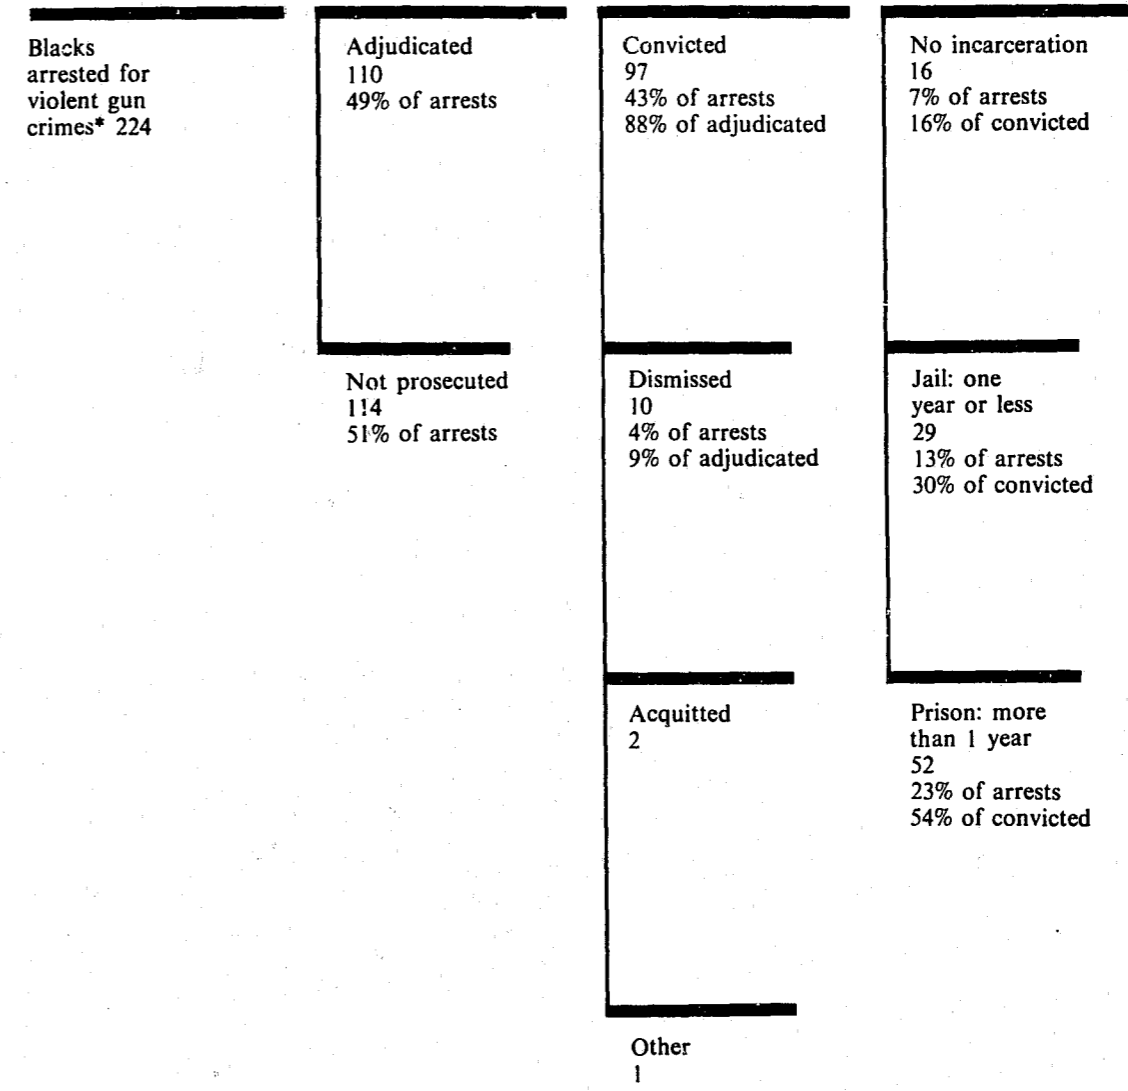 Blacks
arrested for
violent gun
crimes* 224
Adjudicated
110
49% of arrests
Not prosecuted
114
51% of arrests
Convicted
97
43% of arrests
88% of adjudicated
Dismissed
10
4% of arrests
9% of adjudicated
Acquitted
2
Other
1
No incarceration
16
7% of arrests
16% of convicted
Jail: one
year or less
29
13% of arrests
30% of convicted
Prison: more
than 1 year
52
23% of arrests
54% of convicted